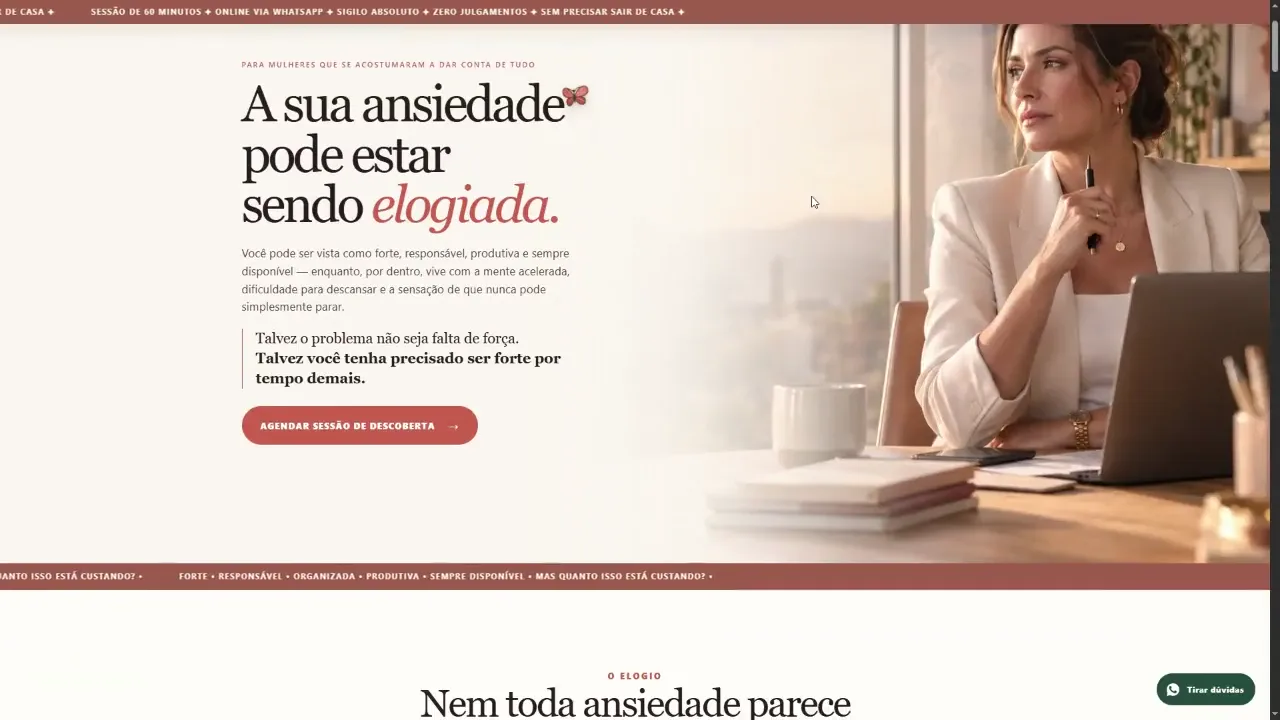 DE CASA ✦ SESSÃO DE 60 MINUTOS ✦ ONLINE VIA WHATSAPP ✦ SIGILO ABSOLUTO ✦ ZERO JULGAMENTOS ✦ SEM PRECISAR SAIR DE CASA ✦
PARA MULHERES QUE SE ACOSTUMARAM A DAR CONTA DE TUDO
A sua ansiedade
pode estar
sendo elogiada.
Você pode ser vista como forte, responsável, produtiva e sempre
disponível — enquanto, por dentro, vive com a mente acelerada,
dificuldade para descansar e a sensação de que nunca pode
simplesmente parar.
Talvez o problema não seja falta de força.
Talvez você tenha precisado ser forte por
tempo demais.
AGENDAR SESSÃO DE DESCOBERTA →
UANTO ISSO ESTÁ CUSTANDO? • FORTE • RESPONSÁVEL • ORGANIZADA • PRODUTIVA • SEMPRE DISPONÍVEL • MAS QUANTO ISSO ESTÁ CUSTANDO? •
O ELOGIO
Nem toda ansiedade parece
Tirar dúvidas